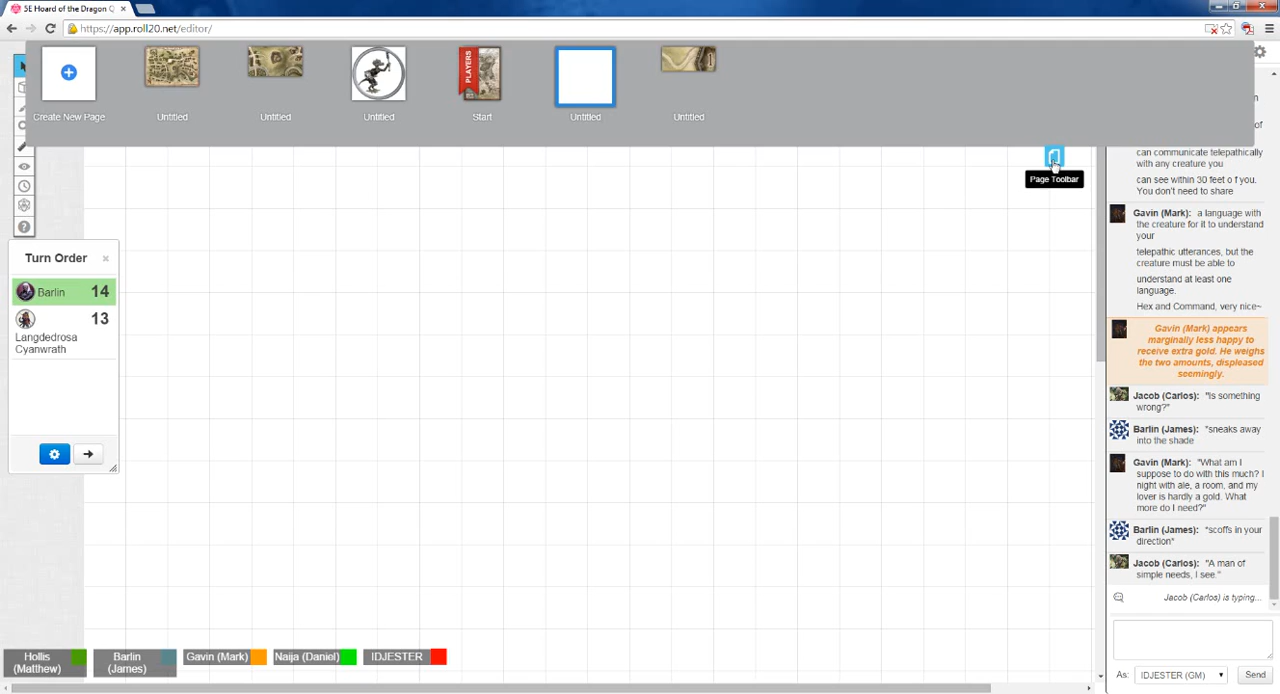 5E Hoard of the Dragon Q
https://app.roll20.net/editor/
PLAYERS
Create New Page
Untitled
Untitled
Untitled
Start
Untitled
Untitled
Page Toolbar
Turn Order
Barlin 14
13
Langdedrosa
Cyanwrath
can communicate telepathically
with any creature you
can see within 30 feet o f you.
You don't need to share
Gavin (Mark): a language with
the creature for it to understand
your
telepathic utterances, but the
creature must be able to
understand at least one
language.
Hex and Command, very nice~
Gavin (Mark) appears
marginally less happy to
receive extra gold. He weighs
the two amounts, displeased
seemingly.
Jacob (Carlos): "Is something
wrong?"
Barlin (James): *sneaks away
into the shade
Gavin (Mark): "What am I
suppose to do with this much? I
night with ale, a room, and my
lover is hardly a gold. What
more do I need?"
Barlin (James): *scoffs in your
direction*
Jacob (Carlos): "A man of
simple needs, I see."
Jacob (Carlos) is typing...
As: IDJESTER (GM) Send
Hollis
(Matthew)
Barlin
(James)
Gavin (Mark)
Naija (Daniel)
IDJESTER